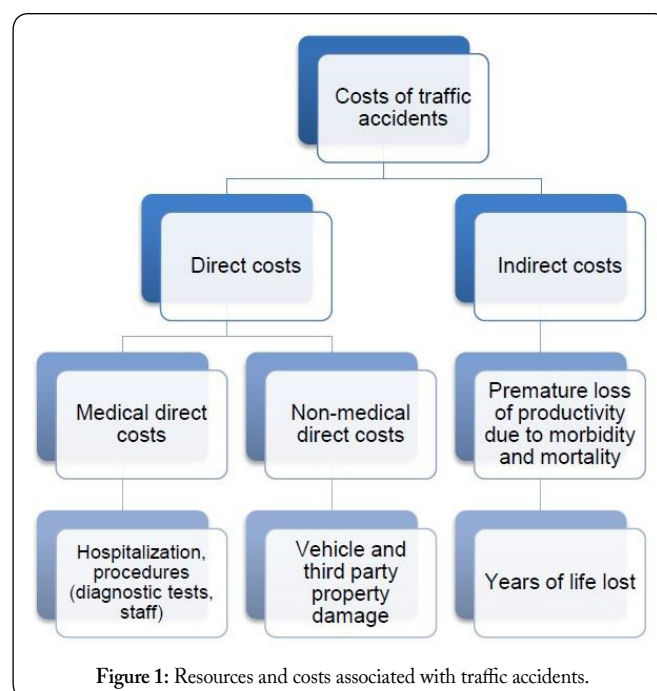 Costs of traffic
accidents
Direct costs
Indirect costs
Medical direct
costs
Non-medical
direct costs
Premature loss
of productivity
due to morbidity
and mortality
Hospitalization,
procedures
(diagnostic tests,
staff)
Vehicle and
third party
property
damage
Years of life lost
Figure 1: Resources and costs associated with traffic accidents.